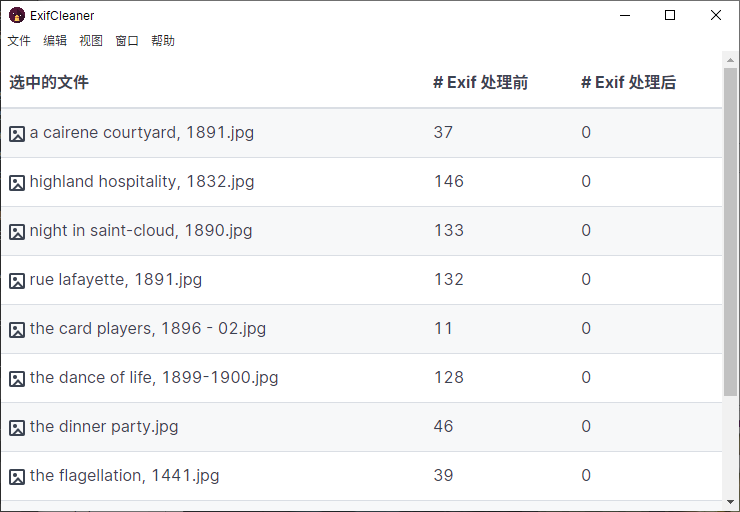 ExifCleaner
文件 编辑 视图 窗口 帮助
选中的文件 # Exif 处理前 # Exif 处理后
a cairene courtyard, 1891.jpg 37 0
highland hospitality, 1832.jpg 146 0
night in saint-cloud, 1890.jpg 133 0
rue lafayette, 1891.jpg 132 0
the card players, 1896 - 02.jpg 11 0
the dance of life, 1899-1900.jpg 128 0
the dinner party.jpg 46 0
the flagellation, 1441.jpg 39 0